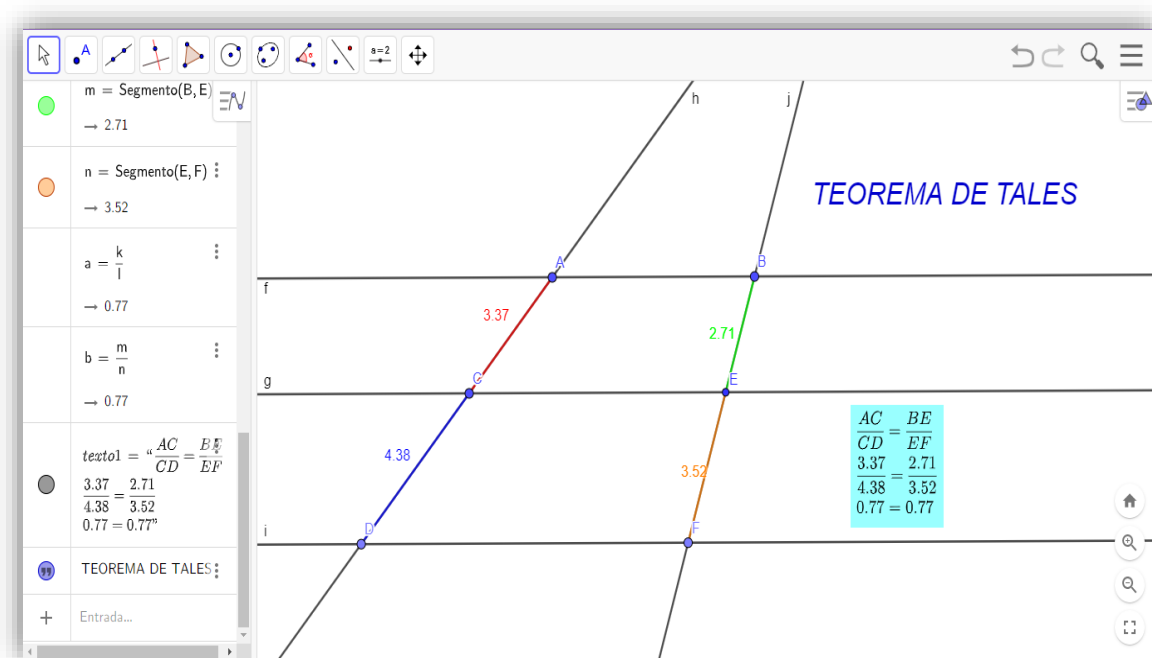 A
a=2
m = Segmento(B, E)
→ 2.71
n = Segmento(E, F)
→ 3.52
a = k/l
→ 0.77
b = m/n
→ 0.77
texto1 = “AC/CD = BE/EF
3.37/4.38 = 2.71/3.52
0.77 = 0.77”
TEOREMA DE TALES
+ Entrada...
h
j
TEOREMA DE TALES
A
B
f
3.37
2.71
C
E
g
AC/CD = BE/EF
3.37/4.38 = 2.71/3.52
0.77 = 0.77
4.38
3.52
D
F
i